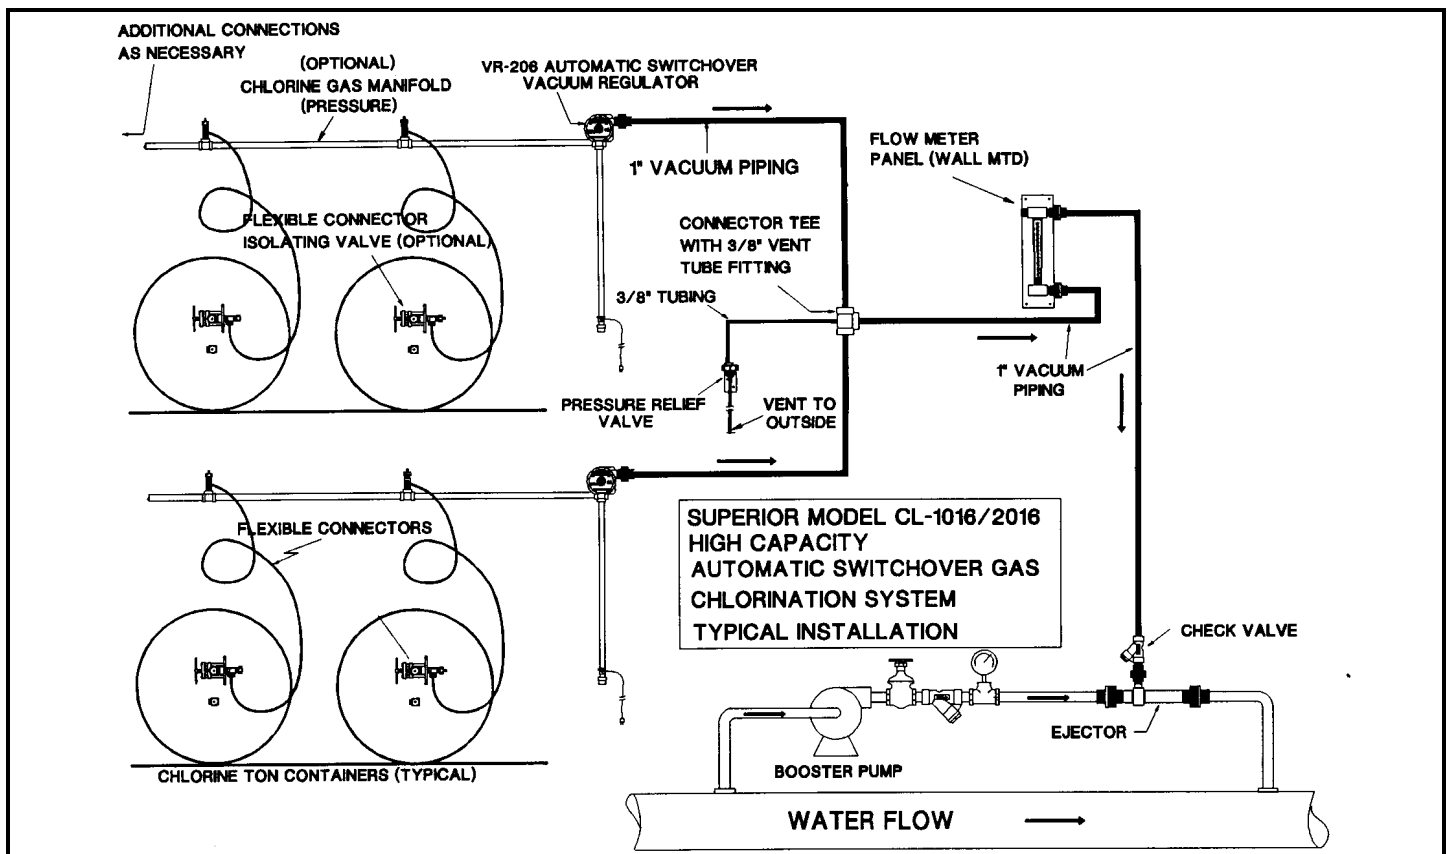 ADDITIONAL CONNECTIONS
AS NECESSARY
(OPTIONAL)
CHLORINE GAS MANIFOLD
(PRESSURE)
VR-206 AUTOMATIC SWITCHOVER
VACUUM REGULATOR
1" VACUUM PIPING
FLOW METER
PANEL (WALL MTD)
FLEXIBLE CONNECTOR
ISOLATING VALVE (OPTIONAL)
CONNECTOR TEE
WITH 3/8" VENT
TUBE FITTING
3/8" TUBING
1" VACUUM
PIPING
PRESSURE RELIEF
VALVE
VENT TO
OUTSIDE
FLEXIBLE CONNECTORS
SUPERIOR MODEL CL-1016/2016
HIGH CAPACITY
AUTOMATIC SWITCHOVER GAS
CHLORINATION SYSTEM
TYPICAL INSTALLATION
CHECK VALVE
EJECTOR
BOOSTER PUMP
CHLORINE TON CONTAINERS (TYPICAL)
WATER FLOW